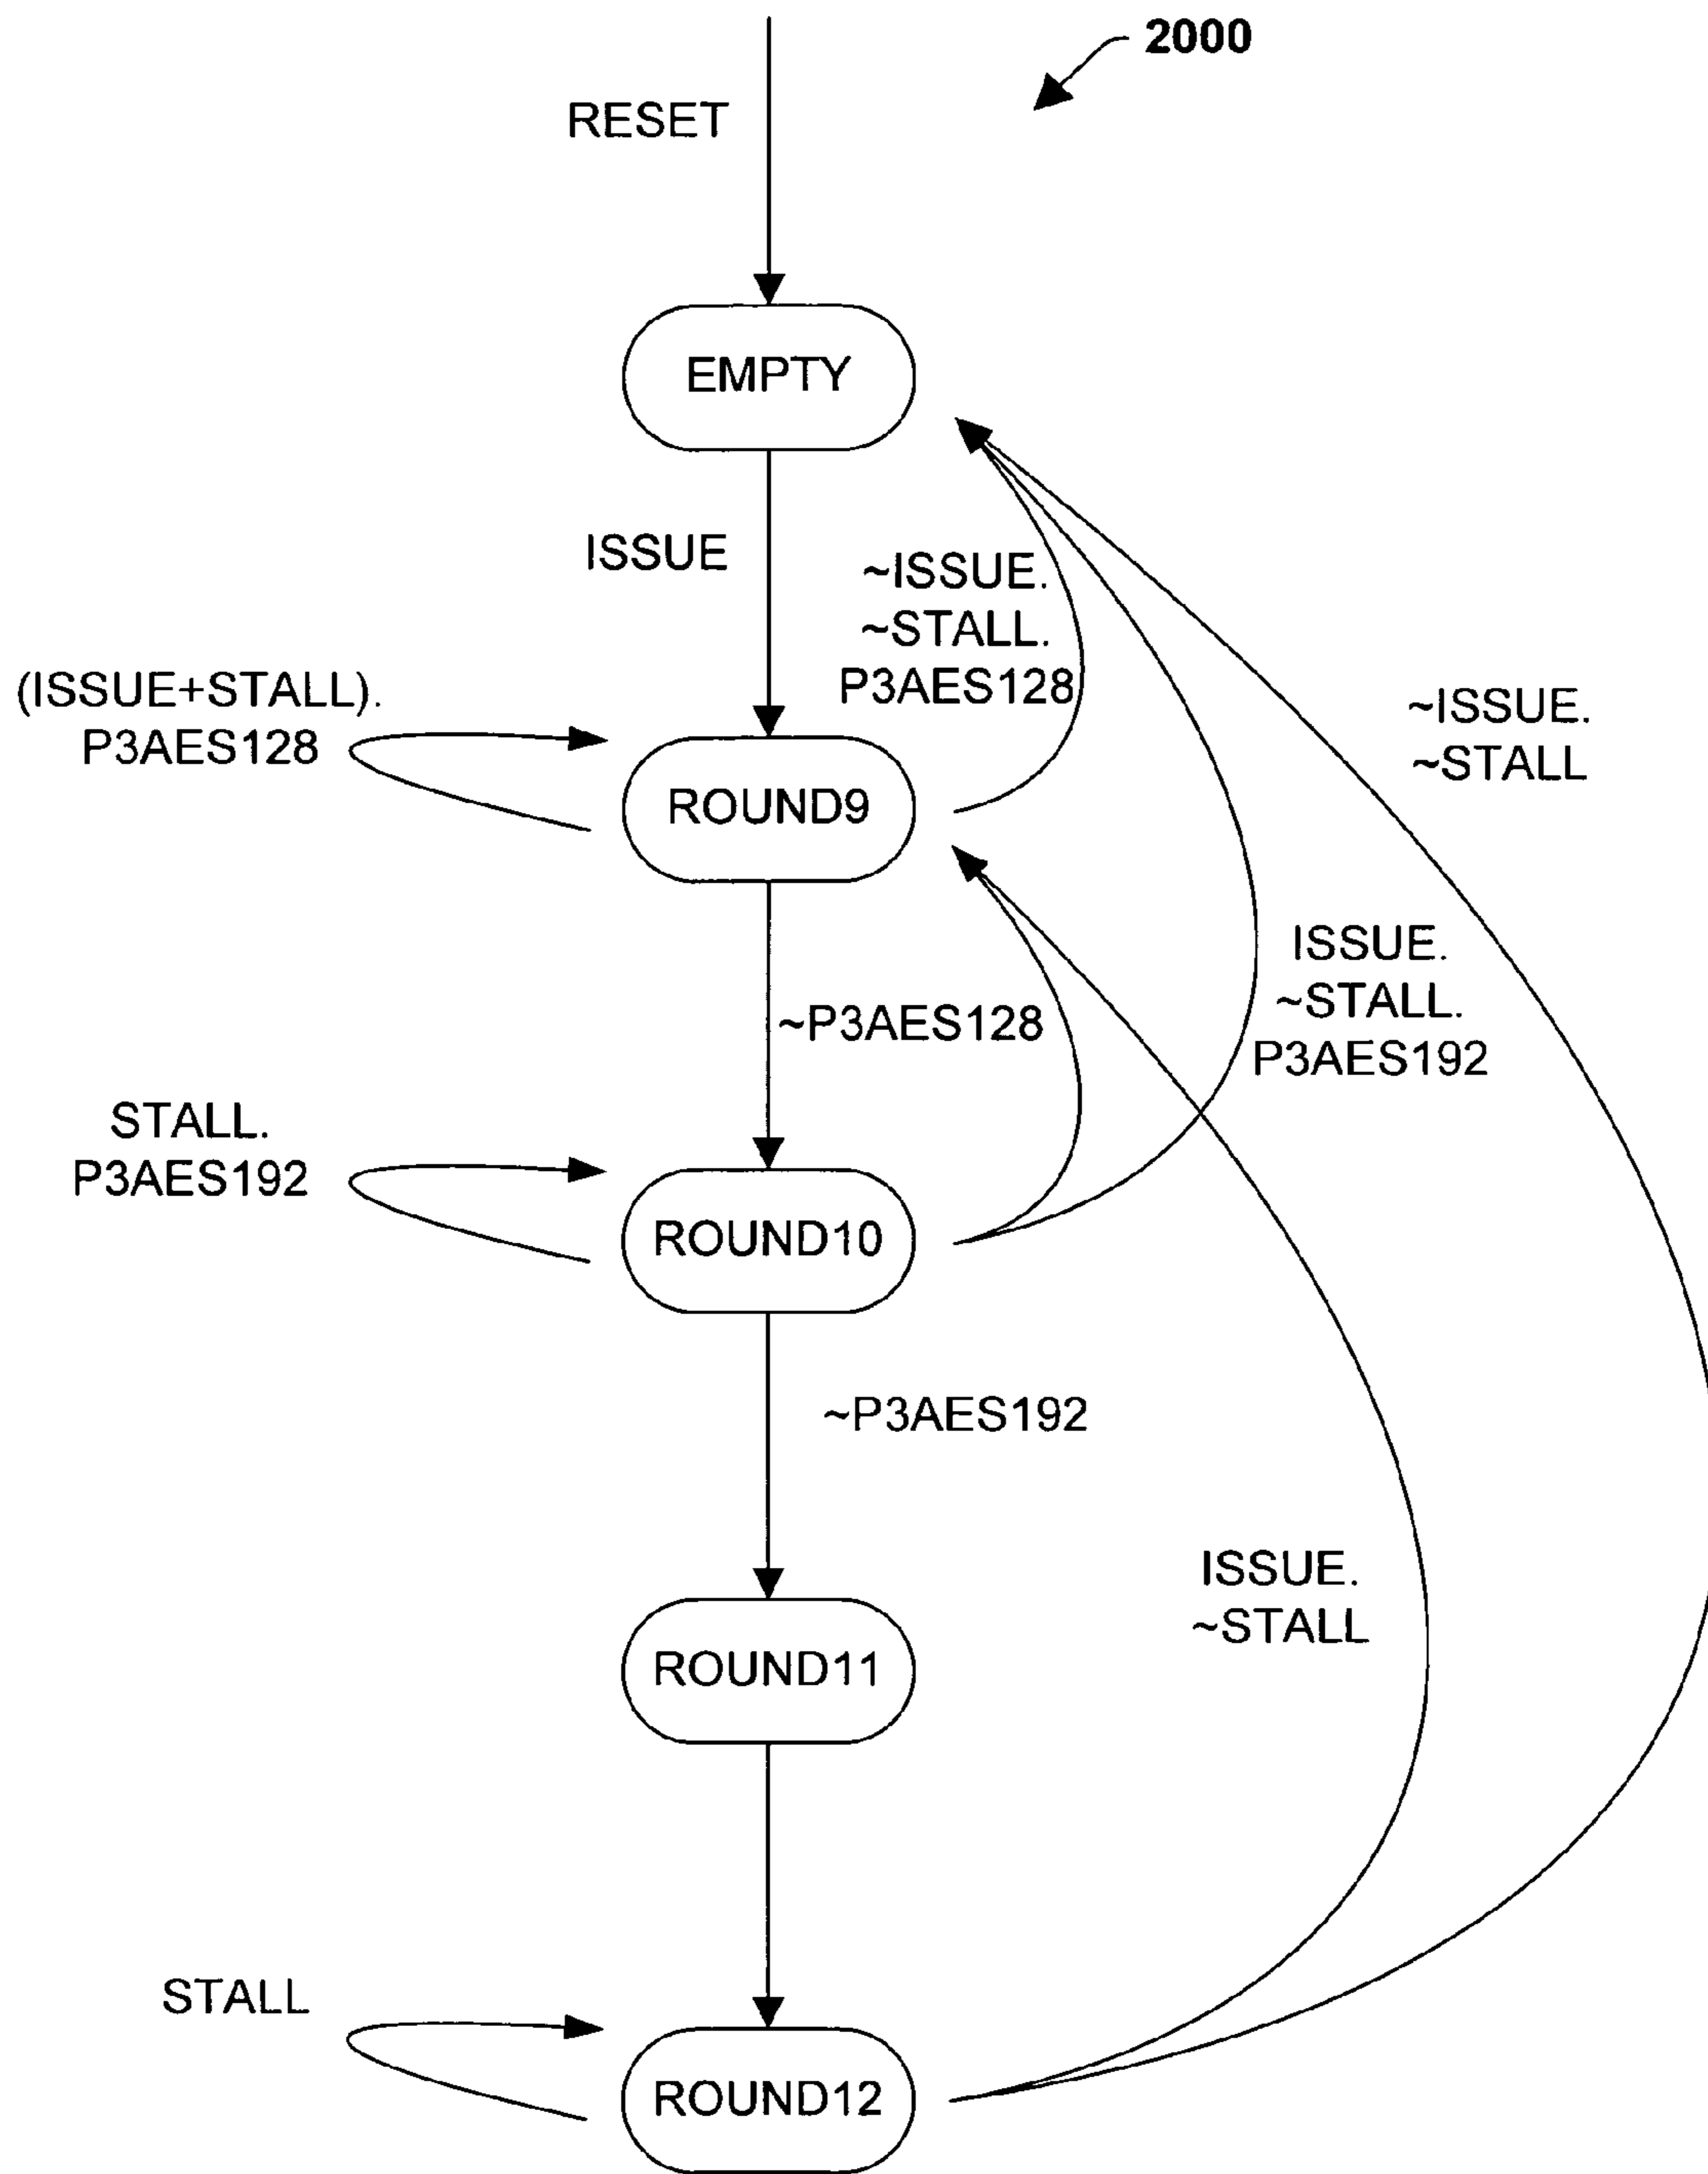 2000
RESET
EMPTY
ISSUE
~ISSUE.
~STALL.
P3AES128
(ISSUE+STALL).
P3AES128
~ISSUE.
~STALL
ROUND9
ISSUE.
~STALL.
P3AES192
~P3AES128
STALL.
P3AES192
ROUND10
~P3AES192
ISSUE.
~STALL
ROUND11
STALL
ROUND12